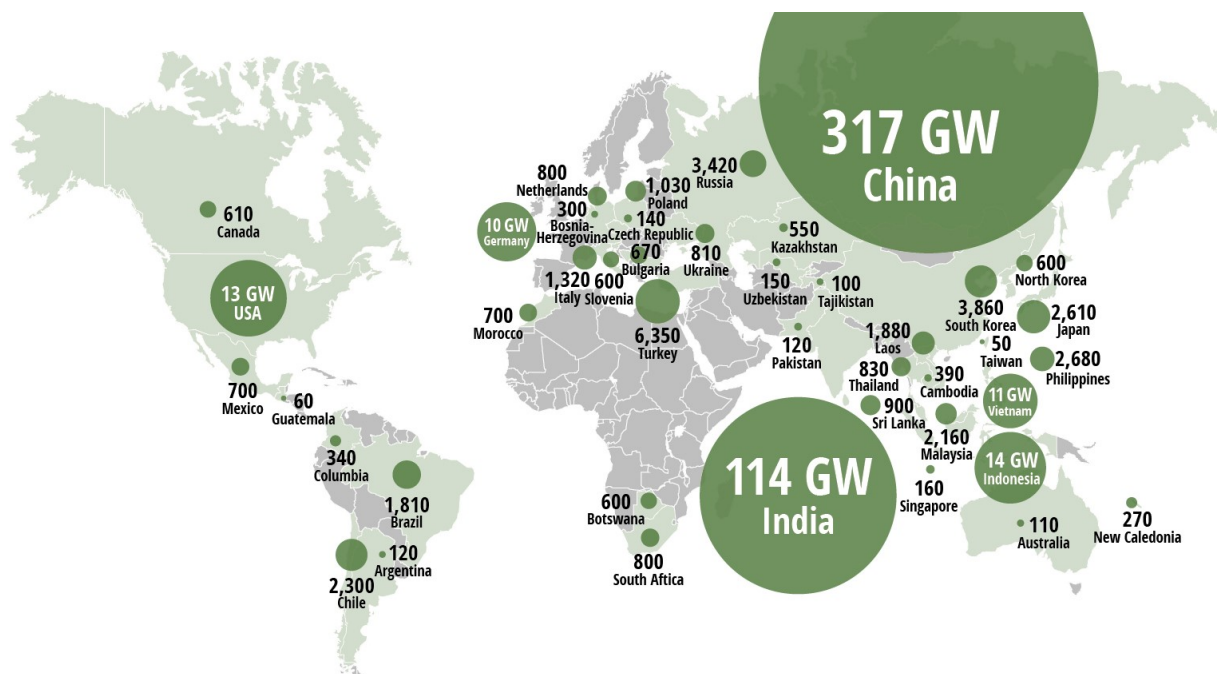 317 GW
China
3,420
Russia
800
Netherlands
1,030
Poland
300
Bosnia-
Herzegovina
140
Czech Republic
10 GW
Germany
610
Canada
550
Kazakhstan
810
Ukraine
670
Bulgaria
600
North Korea
13 GW
USA
1,320
Italy
600
Slovenia
150
Uzbekistan
100
Tajikistan
3,860
South Korea
2,610
Japan
700
Morocco
6,350
Turkey
120
Pakistan
1,880
Laos
50
Taiwan
2,680
Philippines
700
Mexico
60
Guatemala
830
Thailand
390
Cambodia
11 GW
Vietnam
900
Sri Lanka
2,160
Malaysia
340
Columbia
114 GW
India
14 GW
Indonesia
160
Singapore
1,810
Brazil
600
Botswana
110
Australia
270
New Caledonia
120
Argentina
800
South Aftica
2,300
Chile